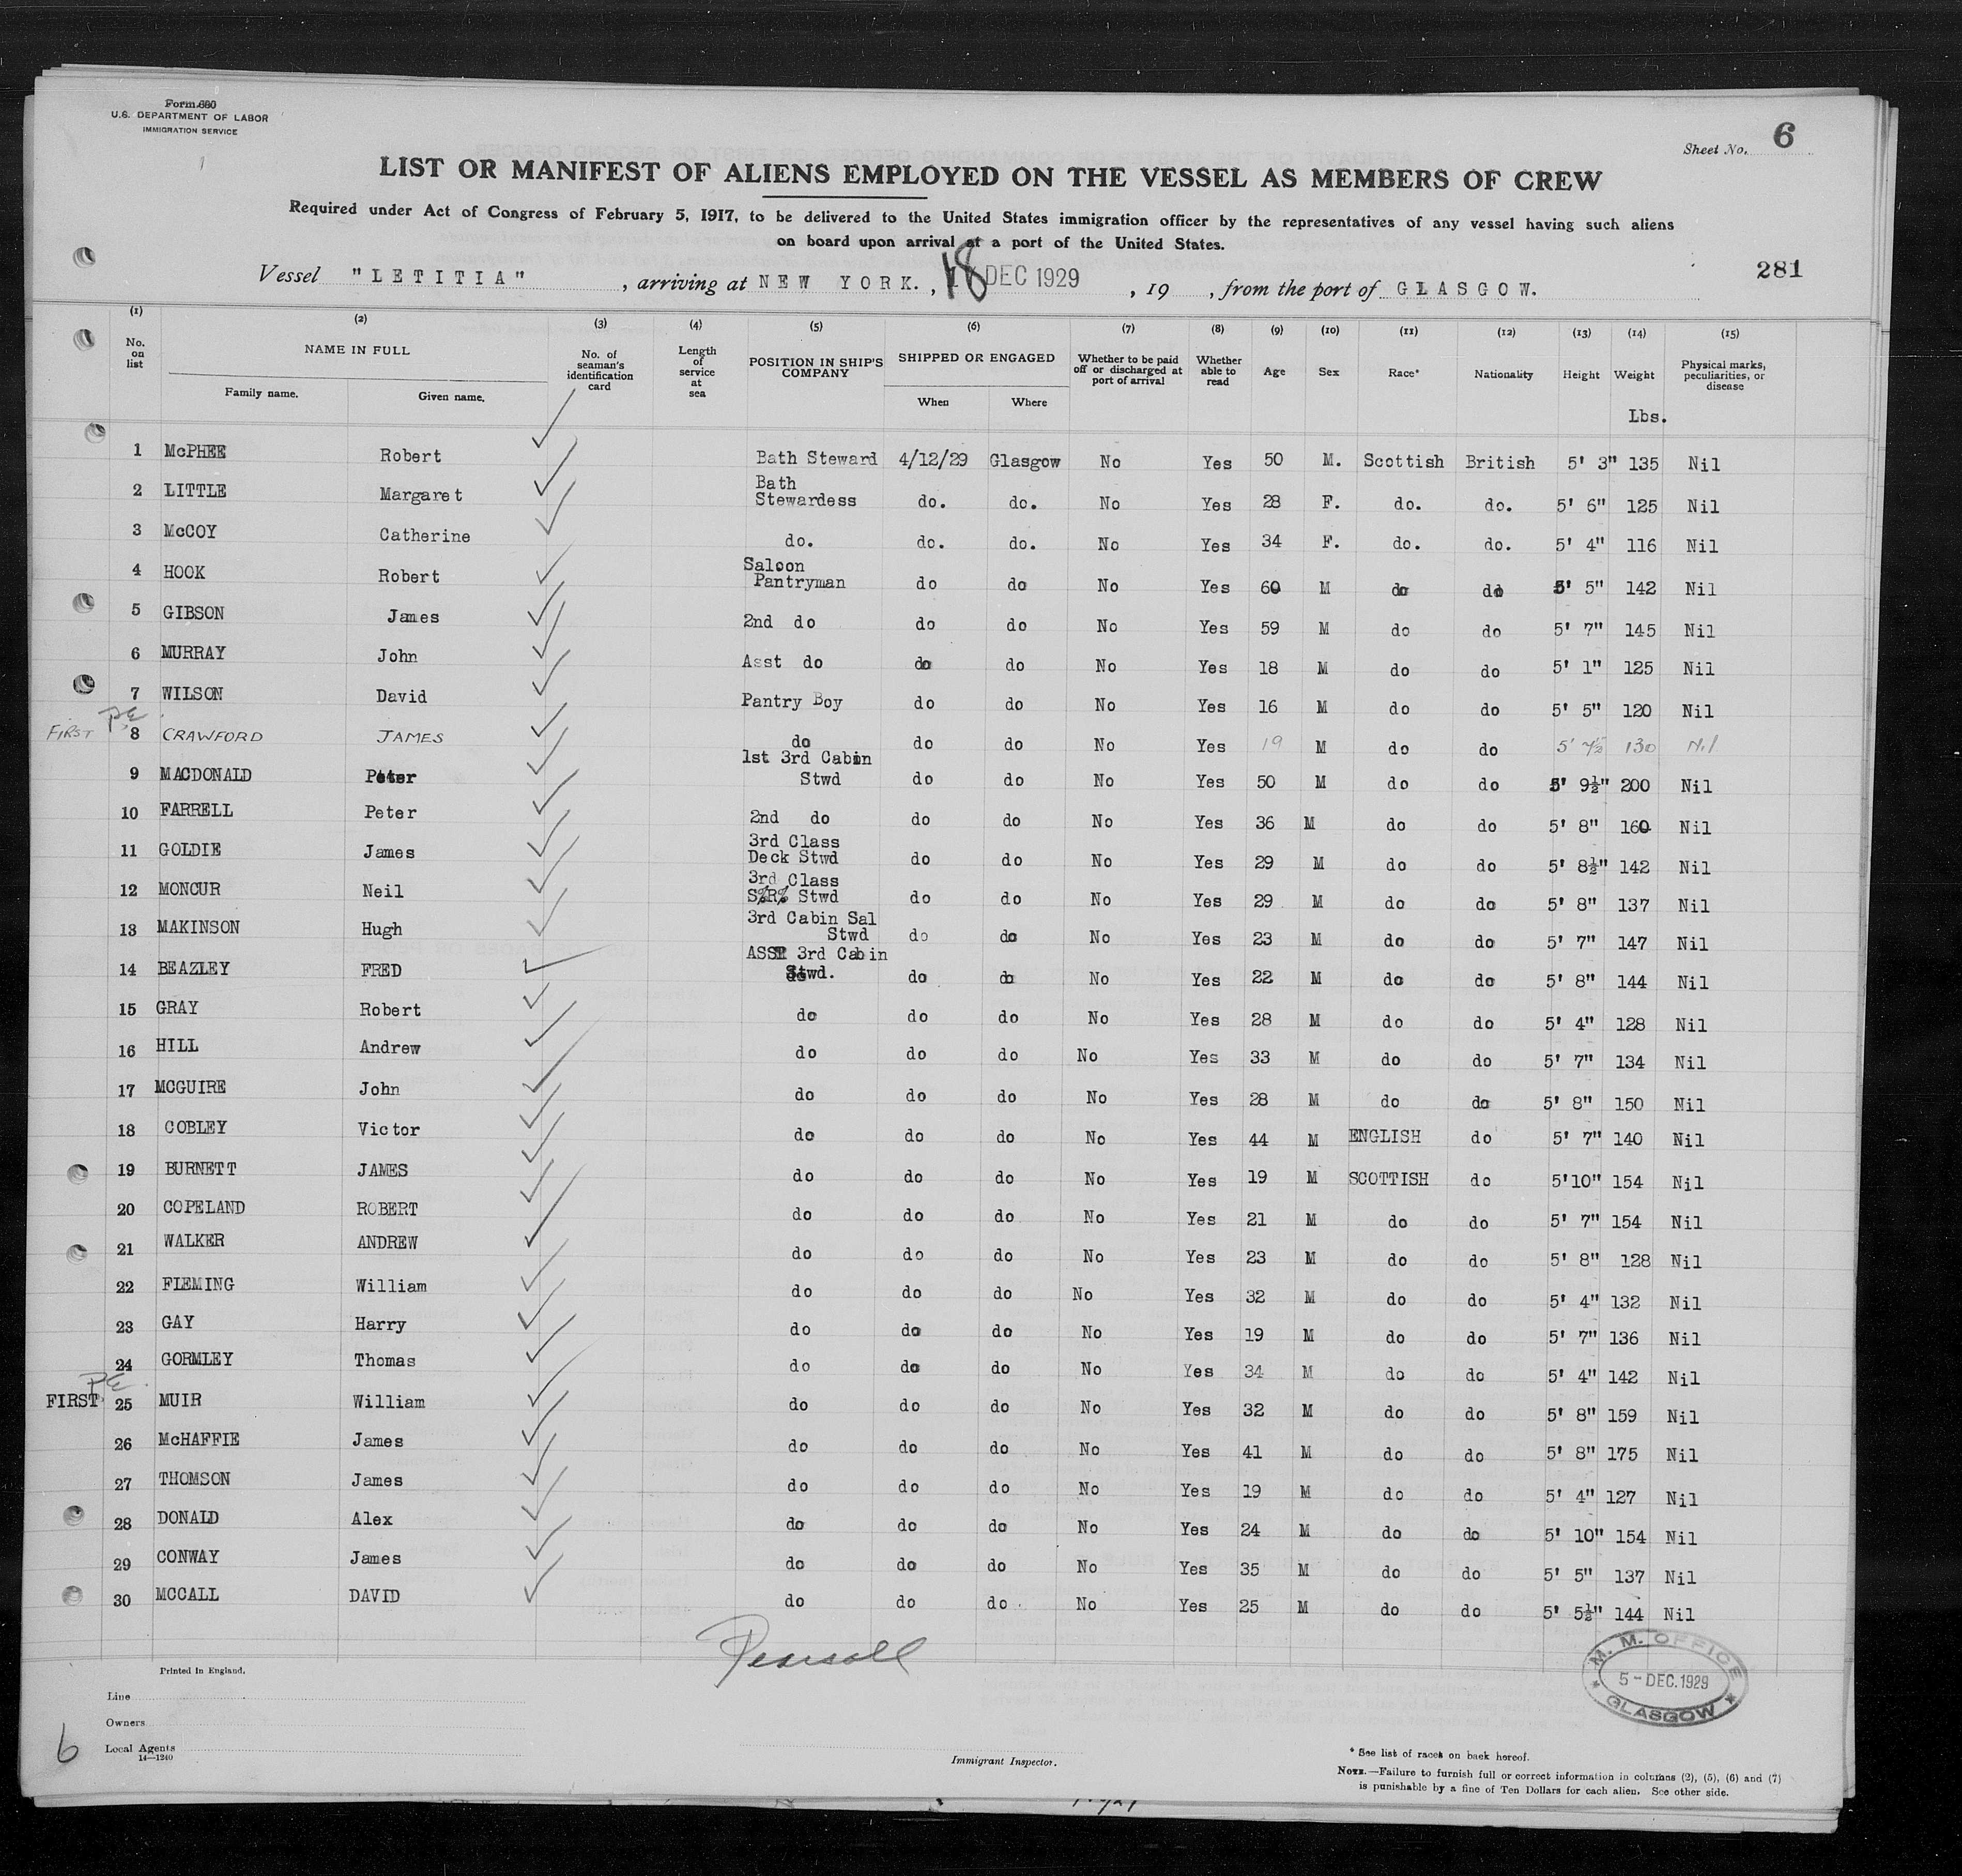 Form 680
U.S. DEPARTMENT OF LABOR
IMMIGRATION SERVICE
Sheet No. 6
LIST OR MANIFEST OF ALIENS EMPLOYED ON THE VESSEL AS MEMBERS OF CREW
Required under Act of Congress of February 5, 1917, to be delivered to the United States immigration officer by the representatives of any vessel having such aliens
on board upon arrival at a port of the United States.
Vessel "LETITIA", arriving at NEW YORK., 18 DEC 1929, 19 , from the port of GLASGOW.
281
(1) (2) (3) (4) (5) (6) (7) (8) (9) (10) (11) (12) (13) (14) (15)
No. on list NAME IN FULL Family name. Given name. No. of seaman's identification card Length of service at sea POSITION IN SHIP'S COMPANY SHIPPED OR ENGAGED When Where Whether to be paid off or discharged at port of arrival Whether able to read Age Sex Race* Nationality Height Weight Lbs. Physical marks, peculiarities, or disease
1 McPHEE Robert Bath Steward 4/12/29 Glasgow No Yes 50 M. Scottish British 5' 3" 135 Nil
2 LITTLE Margaret Bath Stewardess do. do. No Yes 28 F. do. do. 5' 6" 125 Nil
3 McCOY Catherine do. do. do. No Yes 34 F. do. do. 5' 4" 116 Nil
4 HOOK Robert Saloon Pantryman do do No Yes 60 M do do 5' 5" 142 Nil
5 GIBSON James 2nd do do do No Yes 59 M do do 5' 7" 145 Nil
6 MURRAY John Asst do do do No Yes 18 M do do 5' 1" 125 Nil
7 WILSON David Pantry Boy do do No Yes 16 M do do 5' 5" 120 Nil
FIRST P.E. 8 CRAWFORD JAMES do do do No Yes 19 M do do 5' 130 Nil
9 MACDONALD Peter 1st 3rd Cabin Stwd do do No Yes 50 M do do 5' 9½" 200 Nil
10 FARRELL Peter 2nd do do do No Yes 36 M do do 5' 8" 160 Nil
11 GOLDIE James 3rd Class Deck Stwd do do No Yes 29 M do do 5' 8½" 142 Nil
12 MONCUR Neil 3rd Class S.R. Stwd do do No Yes 29 M do do 5' 8" 137 Nil
13 MAKINSON Hugh 3rd Cabin Sal Stwd do do No Yes 23 M do do 5' 7" 147 Nil
14 BEAZLEY FRED ASST 3rd Cabin Stwd. do do No Yes 22 M do do 5' 8" 144 Nil
15 GRAY Robert do do do No Yes 28 M do do 5' 4" 128 Nil
16 HILL Andrew do do do No Yes 33 M do do 5' 7" 134 Nil
17 MCGUIRE John do do do No Yes 28 M do do 5' 8" 150 Nil
18 COBLEY Victor do do do No Yes 44 M ENGLISH do 5' 7" 140 Nil
19 BURNETT JAMES do do do No Yes 19 M SCOTTISH do 5'10" 154 Nil
20 COPELAND ROBERT do do do No Yes 21 M do do 5' 7" 154 Nil
21 WALKER ANDREW do do do No Yes 23 M do do 5' 8" 128 Nil
22 FLEMING William do do do No Yes 32 M do do 5' 4" 132 Nil
23 GAY Harry do do do No Yes 19 M do do 5' 7" 136 Nil
24 GORMLEY Thomas do do do No Yes 34 M do do 5' 4" 142 Nil
FIRST P.E. 25 MUIR William do do do No Yes 32 M do do 5' 8" 159 Nil
26 McHAFFIE James do do do No Yes 41 M do do 5' 8" 175 Nil
27 THOMSON James do do do No Yes 19 M do do 5' 4" 127 Nil
28 DONALD Alex do do do No Yes 24 M do do 5' 10" 154 Nil
29 CONWAY James do do do No Yes 35 M do do 5' 5" 137 Nil
30 MCCALL DAVID do do do No Yes 25 M do do 5' 5½" 144 Nil
Pearsall
M. M. OFFICE
5 - DEC. 1929
GLASGOW
Printed in England.
Line
Owners
Local Agents
14—1240
6
Immigrant Inspector.
* See list of races on back hereof.
NOTE.—Failure to furnish full or correct information in columns (2), (5), (6) and (7)
is punishable by a fine of Ten Dollars for each alien. See other side.